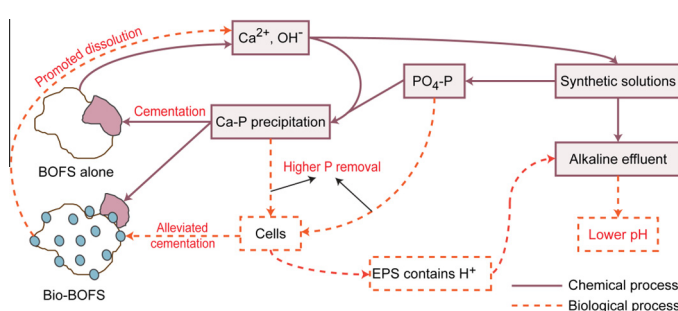 Promoted dissolution
Ca²⁺, OH⁻
PO₄-P
Synthetic solutions
Cementation
Ca-P precipitation
BOFS alone
Higher P removal
Alkaline effluent
Alleviated
cementation
Cells
Lower pH
EPS contains H⁺
Bio-BOFS
Chemical process
Biological process